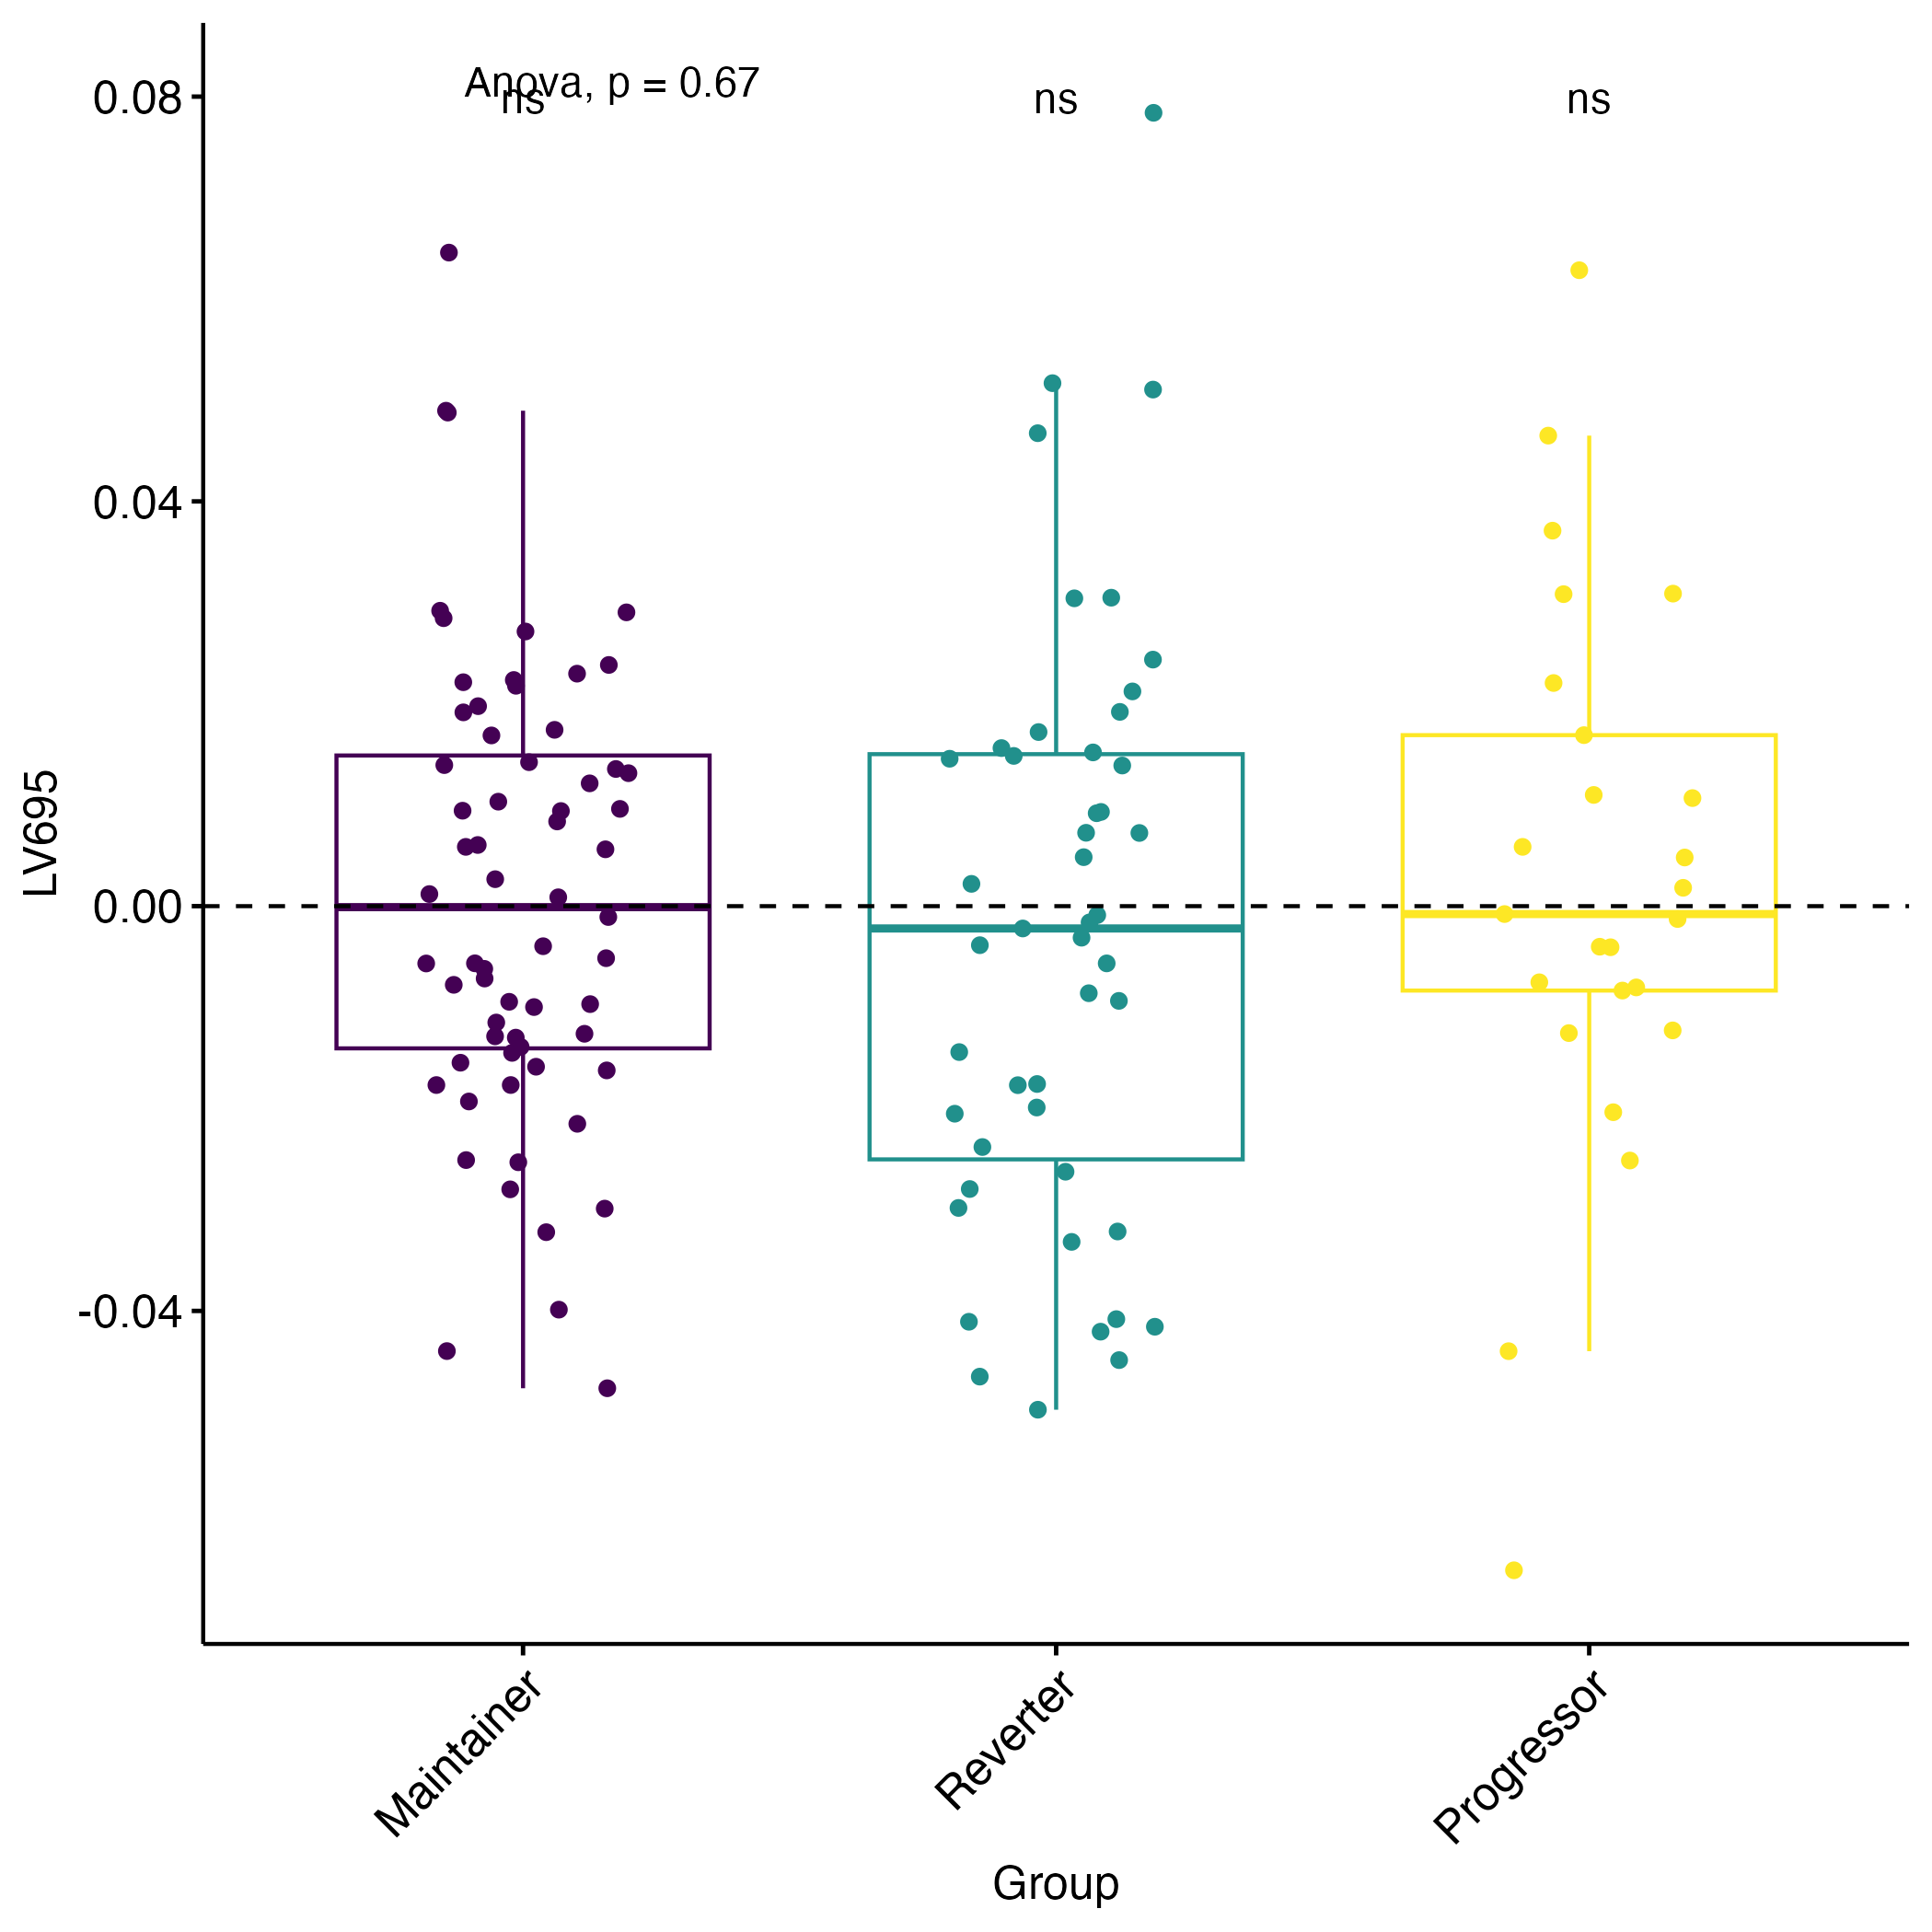 Anova, p = 0.67
ns
ns
ns
0.08
0.04
0.00
-0.04
LV695
Maintainer
Reverter
Progressor
Group